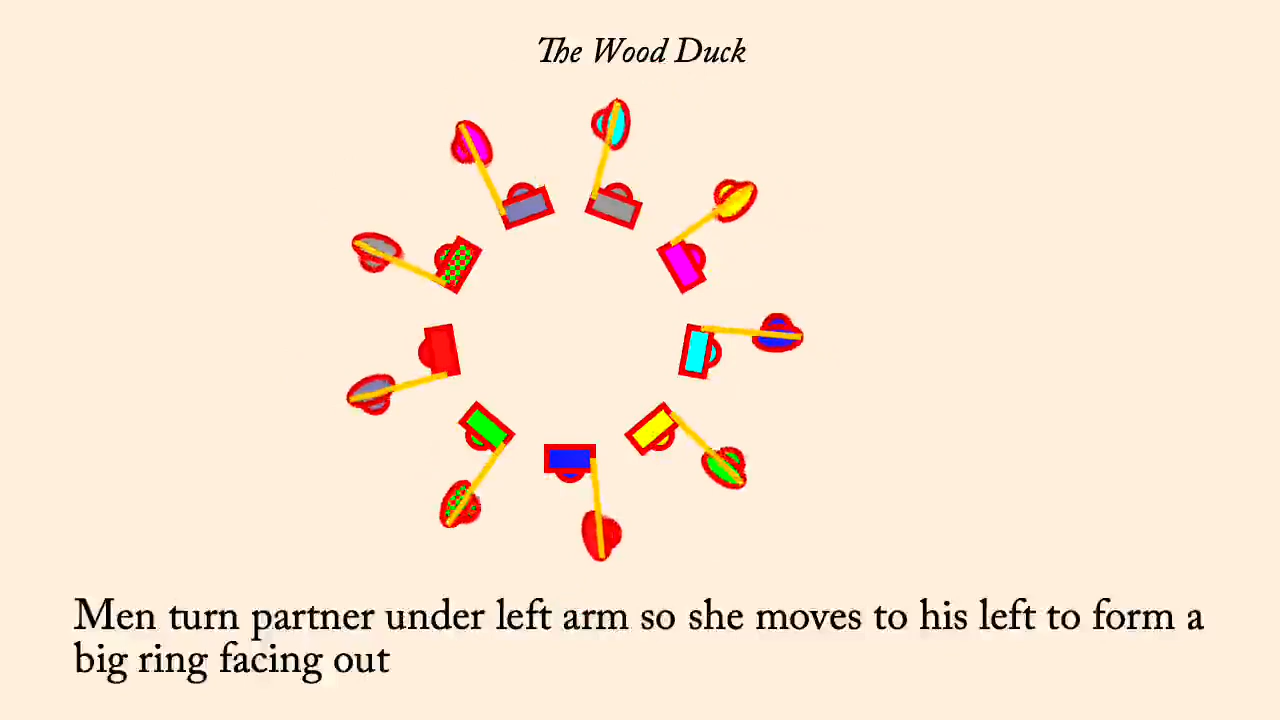 The Wood Duck
Men turn partner under left arm so she moves to his left to form a
big ring facing out